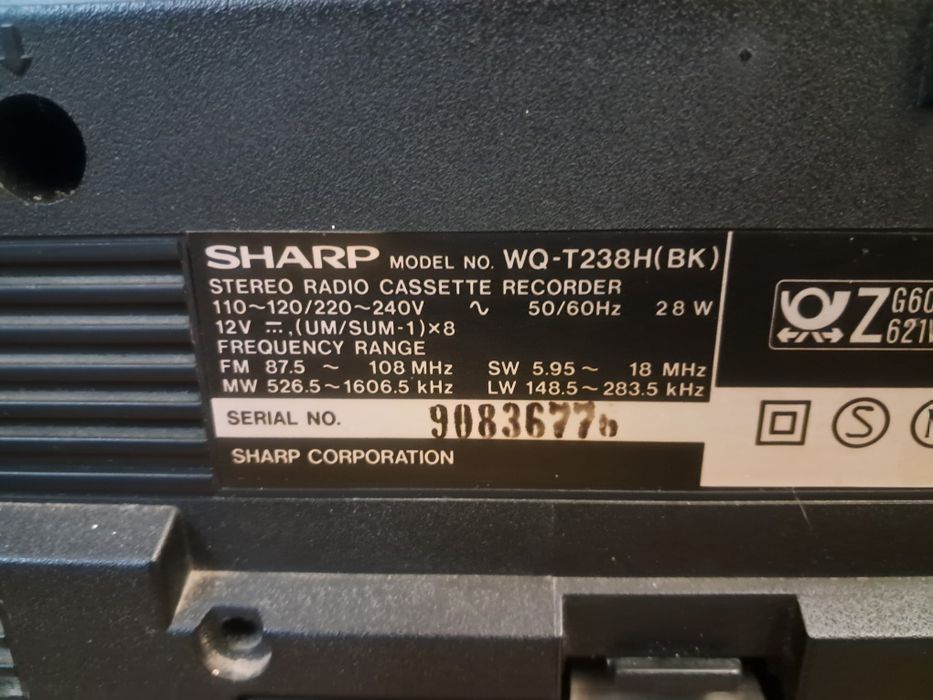 SHARP MODEL NO. WQ-T238H(BK)
STEREO RADIO CASSETTE RECORDER
110~120/220~240V ∿ 50/60Hz 28W
12V ⎓,(UM/SUM-1)×8
FREQUENCY RANGE
FM 87.5 ~ 108 MHz SW 5.95 ~ 18 MHz
MW 526.5~1606.5 kHz LW 148.5~283.5 kHz
SERIAL NO.
SHARP CORPORATION
Z
S